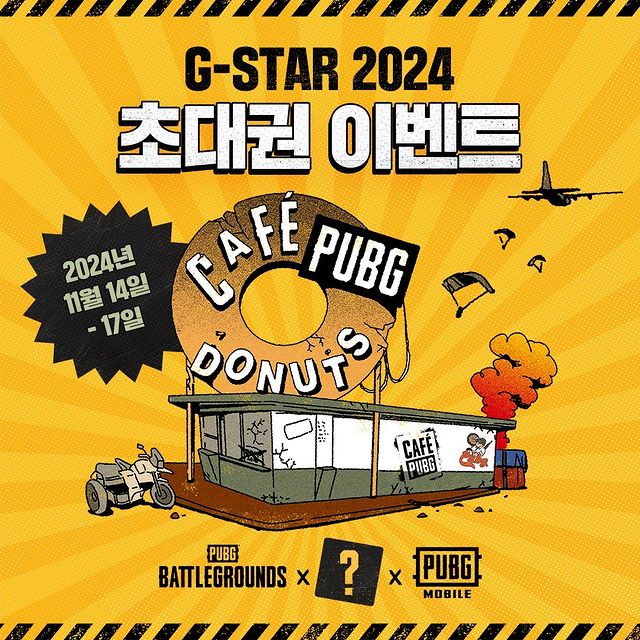 G-STAR 2024
초대권 이벤트
2024년
11월 14일
- 17일
CAFÉ
PUBG
DONUTS
CAFÉ
PUBG
PUBG
BATTLEGROUNDS
x
?
x
PUBG
MOBILE